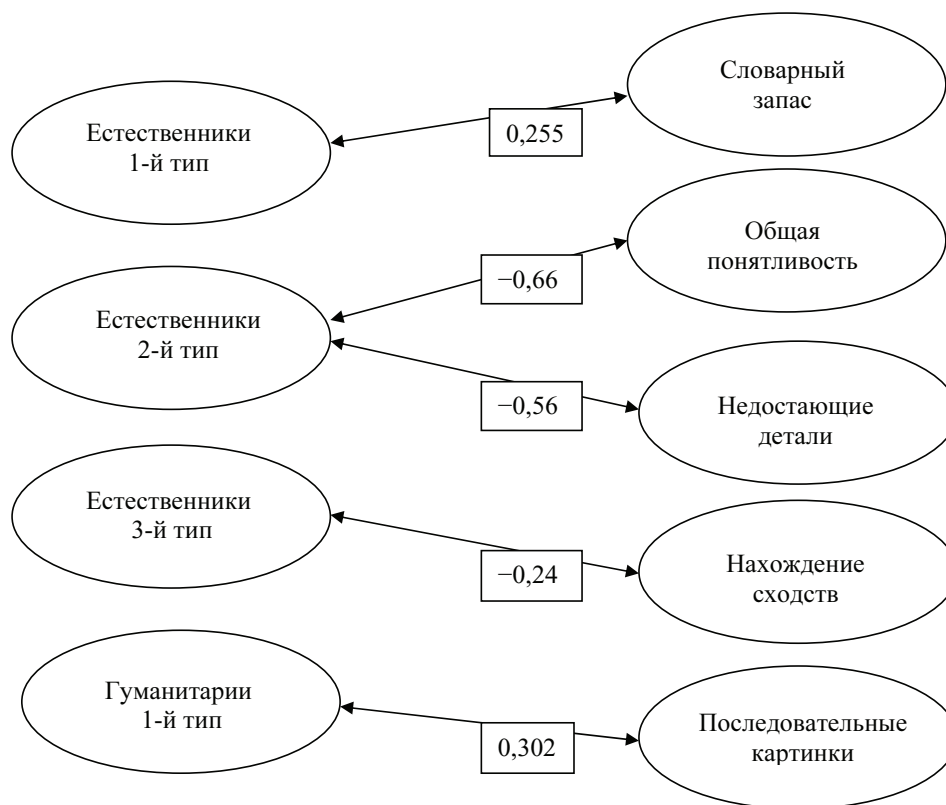 Словарный
запас
Естественники
1-й тип
0,255
Общая
понятливость
−0,66
Естественники
2-й тип
−0,56
Недостающие
детали
Естественники
3-й тип
−0,24
Нахождение
сходств
Гуманитарии
1-й тип
0,302
Последовательные
картинки